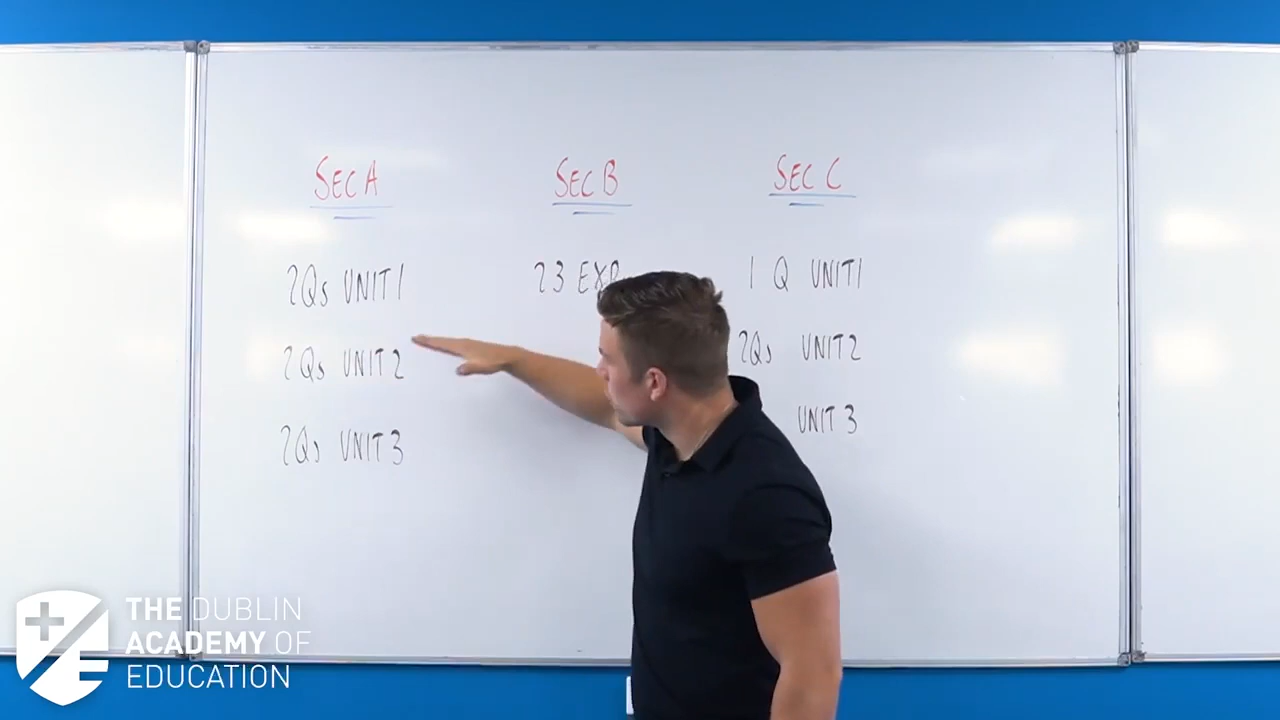 SEC A
2Qs UNIT 1
2Qs UNIT 2
2Qs UNIT 3
SEC B
23 EXP
SEC C
1 Q UNIT 1
2Qs UNIT 2
UNIT 3
THE DUBLIN
ACADEMY OF
EDUCATION